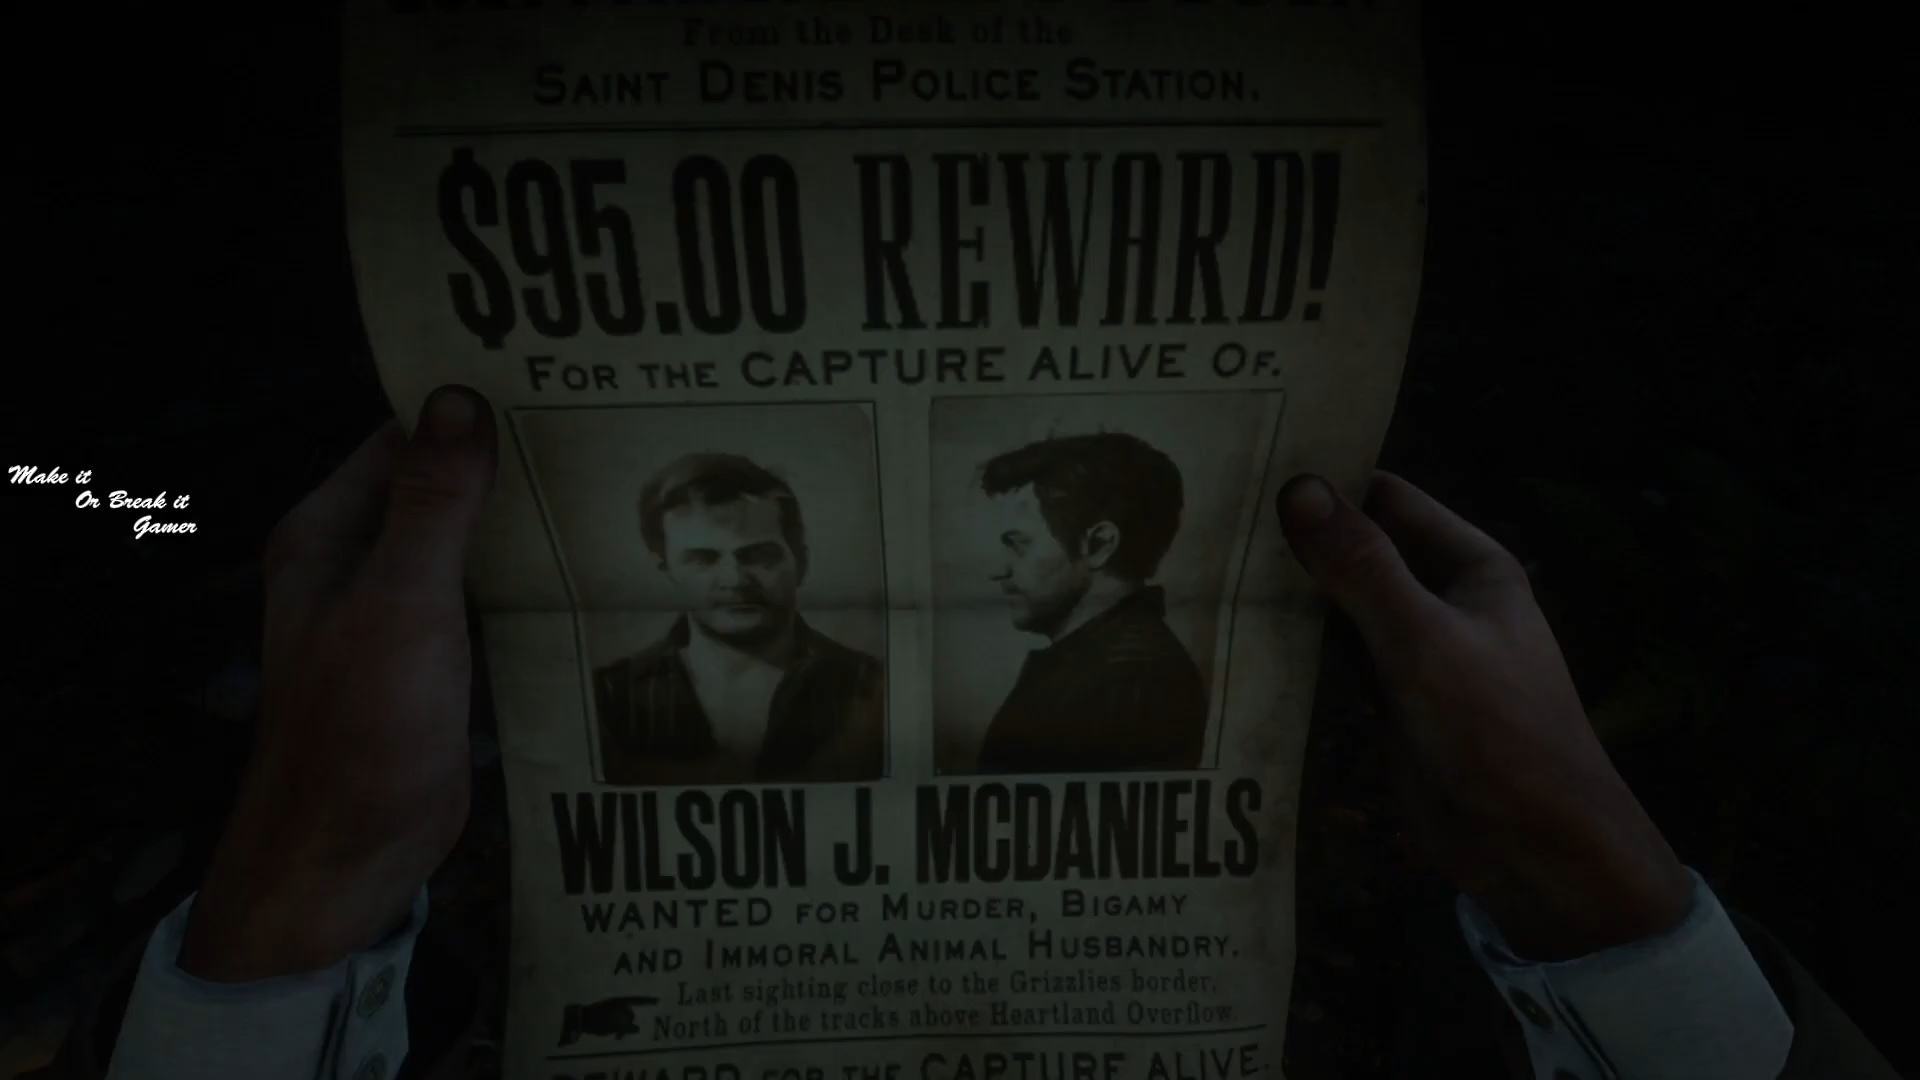 From the Desk of the
SAINT DENIS POLICE STATION.
$95.00 REWARD!
FOR THE CAPTURE ALIVE OF.
Make it
Or Break it
Gamer
WILSON J. MCDANIELS
WANTED FOR MURDER, BIGAMY
AND IMMORAL ANIMAL HUSBANDRY.
Last sighting close to the Grizzlies border,
North of the tracks above Heartland Overflow.
REWARD FOR THE CAPTURE ALIVE.